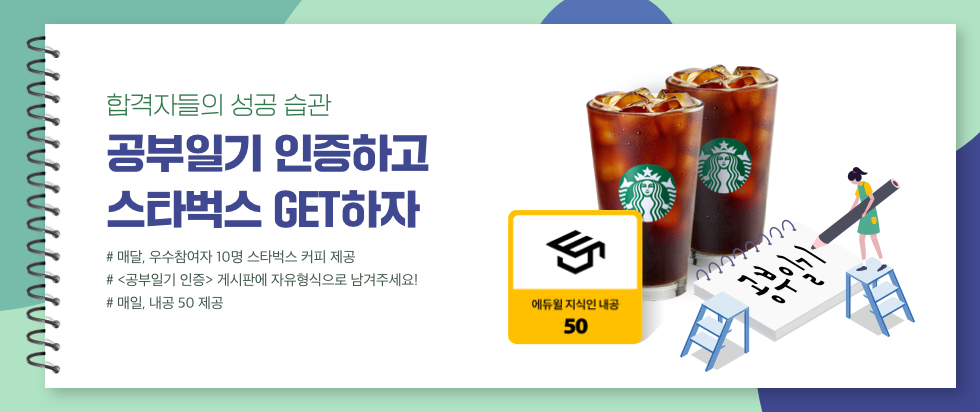 합격자들의 성공 습관
공부일기 인증하고
스타벅스 GET하자
# 매달, 우수참여자 10명 스타벅스 커피 제공
# <공부일기 인증> 게시판에 자유형식으로 남겨주세요!
# 매일, 내공 50 제공
에듀윌 지식인 내공
50
공부일기